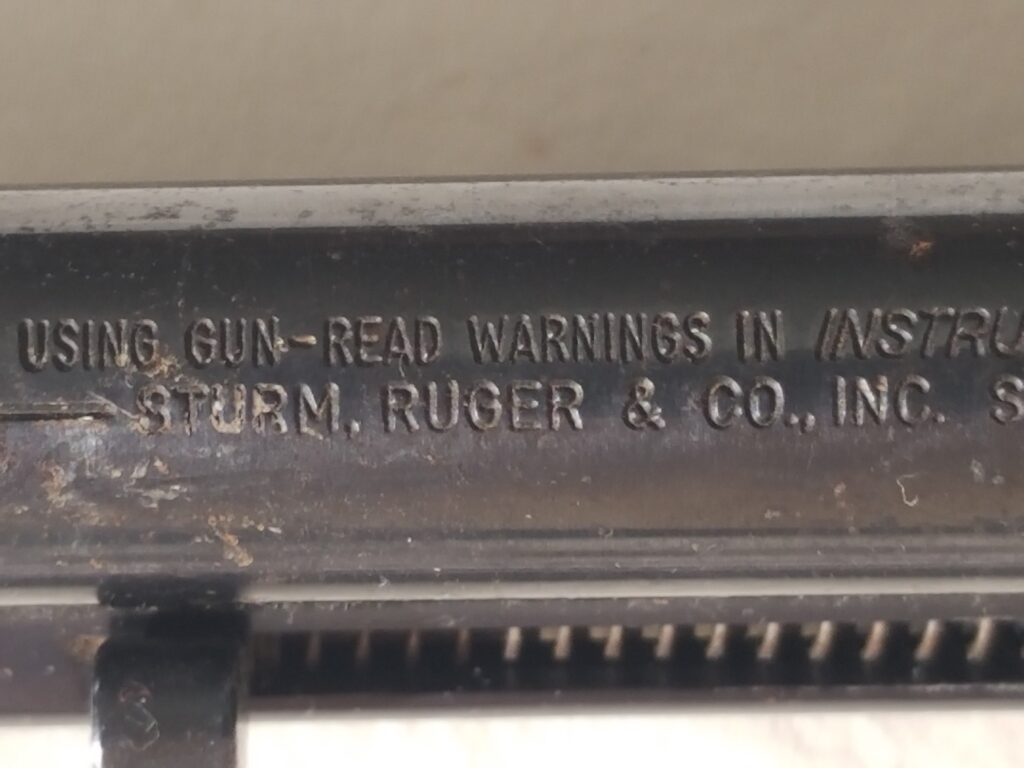 USING GUN-READ WARNINGS IN INSTRU
STURM, RUGER & CO., INC. S